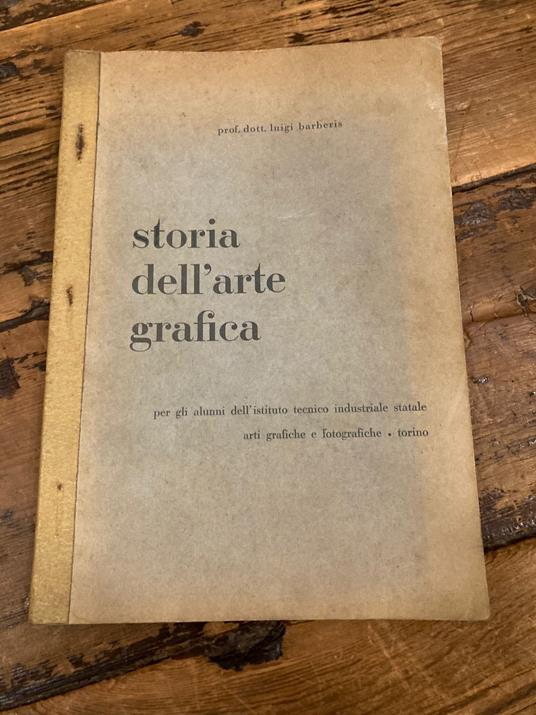 prof. dott. luigi barberis
storia
dell'arte
grafica
per gli alunni dell'istituto tecnico industriale statale
arti grafiche e fotografiche • torino